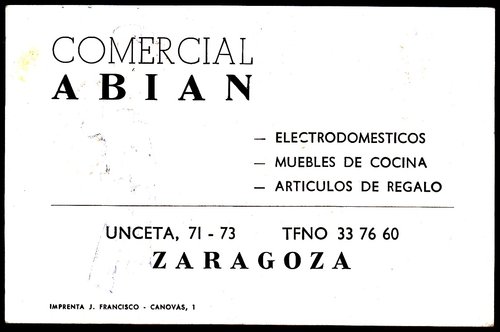 COMERCIAL
ABIAN
— ELECTRODOMESTICOS
— MUEBLES DE COCINA
— ARTICULOS DE REGALO
UNCETA, 71 - 73 TFNO 33 76 60
ZARAGOZA
IMPRENTA J. FRANCISCO - CANOVAS, 1